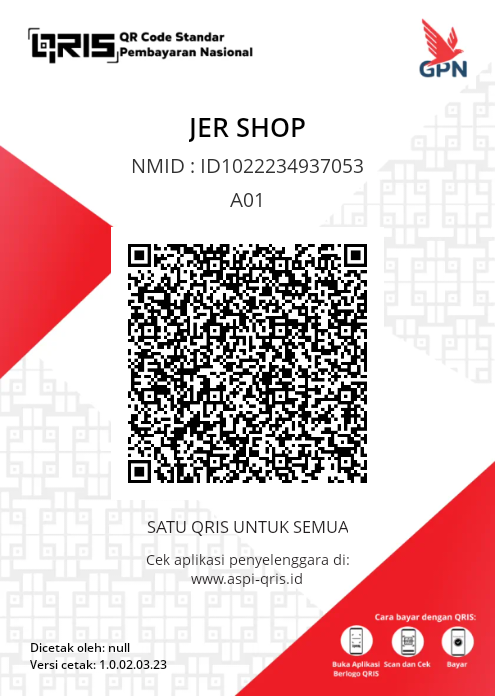 QRIS QR Code Standar
Pembayaran Nasional
GPN
JER SHOP
NMID : ID1022234937053
A01
SATU QRIS UNTUK SEMUA
Cek aplikasi penyelenggara di:
www.aspi-qris.id
Cara bayar dengan QRIS:
Buka Aplikasi Scan dan Cek Bayar
Berlogo QRIS
Dicetak oleh: null
Versi cetak: 1.0.02.03.23